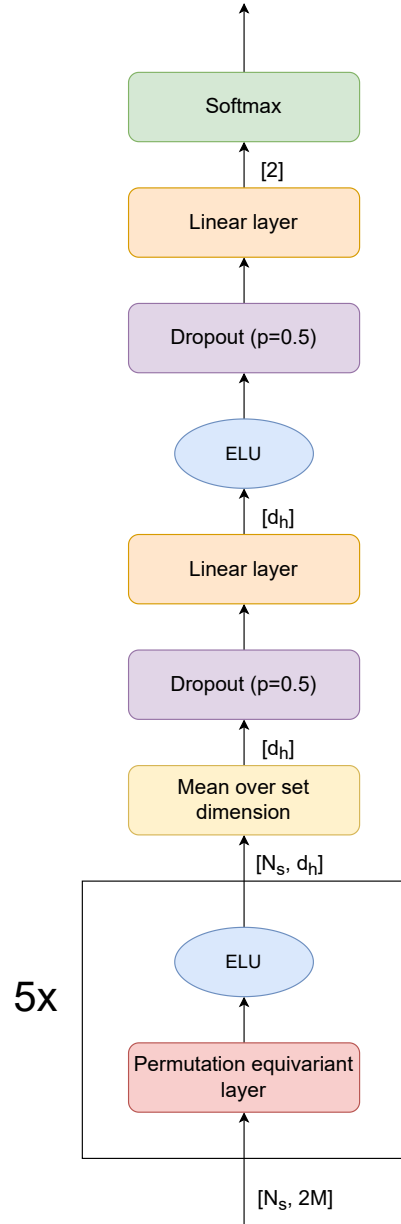 Softmax
[2]
Linear layer
Dropout (p=0.5)
ELU
[dₕ]
Linear layer
Dropout (p=0.5)
[dₕ]
Mean over set
dimension
[Nₛ, dₕ]
ELU
5x
Permutation equivariant
layer
[Nₛ, 2M]